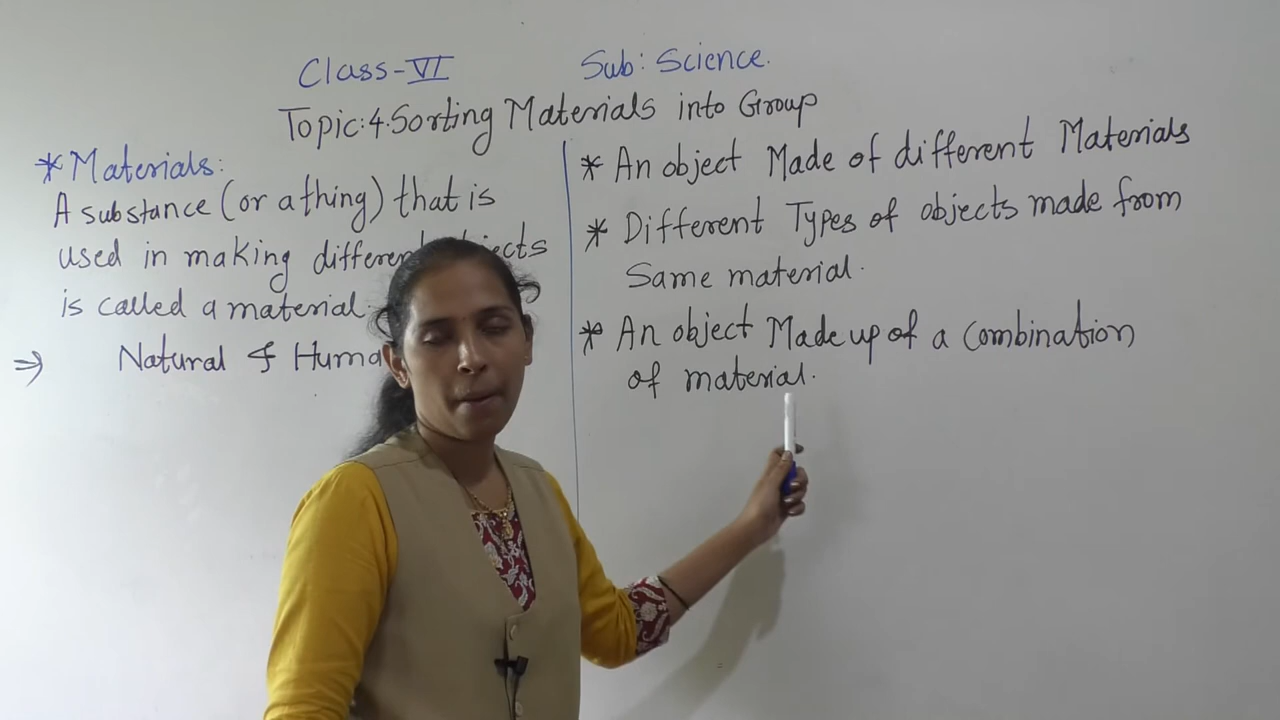 Class-VI Sub: Science.
Topic:4.Sorting Materials into Group
*Materials:
A substance (or a thing) that is
used in making different objects
is called a material.
⇒ Natural &
* An object Made of different Materials
* Different Types of objects made from
Same material.
* An object Made up of a Combination
of material.